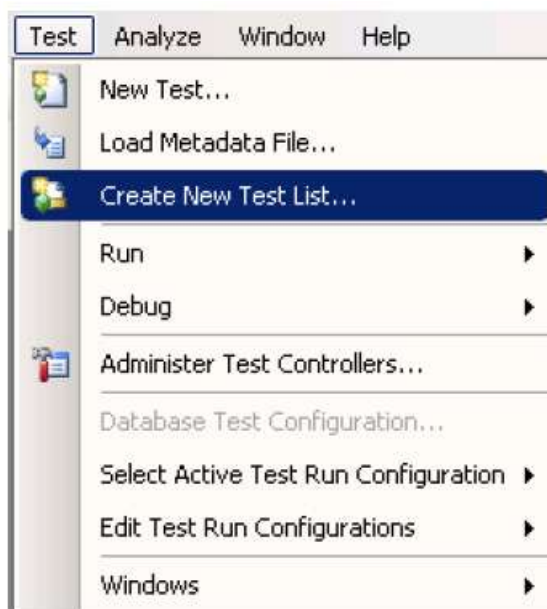 Test Analyze Window Help
New Test...
Load Metadata File...
Create New Test List...
Run
Debug
Administer Test Controllers...
Database Test Configuration...
Select Active Test Run Configuration
Edit Test Run Configurations
Windows